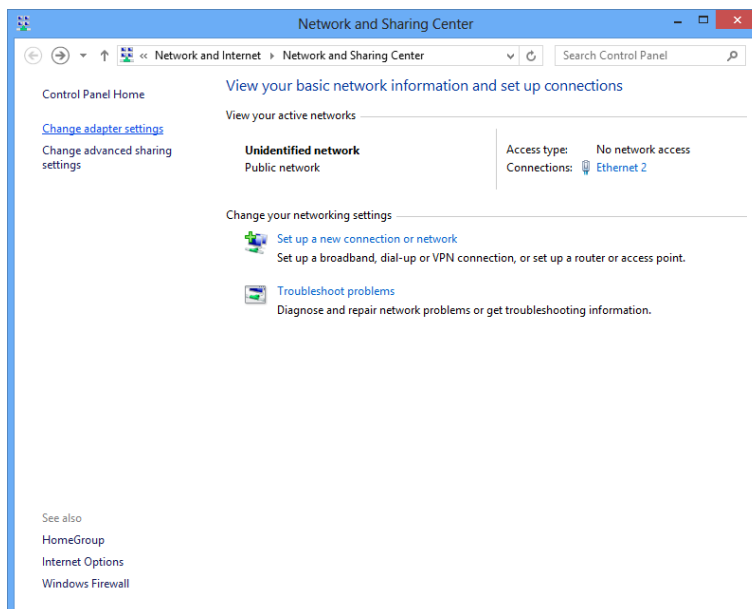 Network and Sharing Center
« Network and Internet Network and Sharing Center
Search Control Panel
Control Panel Home
Change adapter settings
Change advanced sharing
settings
View your basic network information and set up connections
View your active networks
Unidentified network
Public network
Access type: No network access
Connections: Ethernet 2
Change your networking settings
Set up a new connection or network
Set up a broadband, dial-up or VPN connection, or set up a router or access point.
Troubleshoot problems
Diagnose and repair network problems or get troubleshooting information.
See also
HomeGroup
Internet Options
Windows Firewall